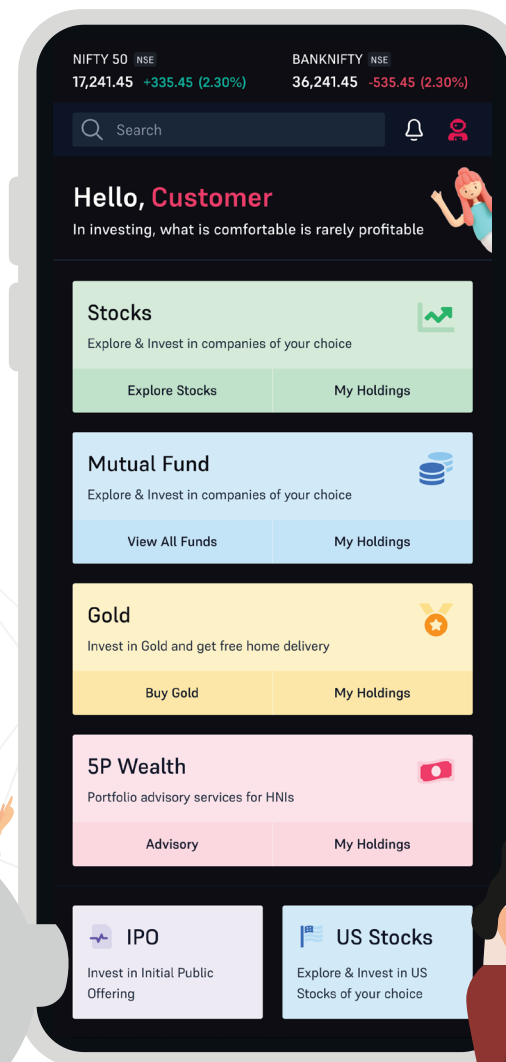 NIFTY 50 NSE
17,241.45 +335.45 (2.30%)
BANKNIFTY NSE
36,241.45 -535.45 (2.30%)
Search
Hello, Customer
In investing, what is comfortable is rarely profitable
Stocks
Explore & Invest in companies of your choice
Explore Stocks
My Holdings
Mutual Fund
Explore & Invest in companies of your choice
View All Funds
My Holdings
Gold
Invest in Gold and get free home delivery
Buy Gold
My Holdings
5P Wealth
Portfolio advisory services for HNIs
Advisory
My Holdings
IPO
Invest in Initial Public
Offering
US Stocks
Explore & Invest in US
Stocks of your choice